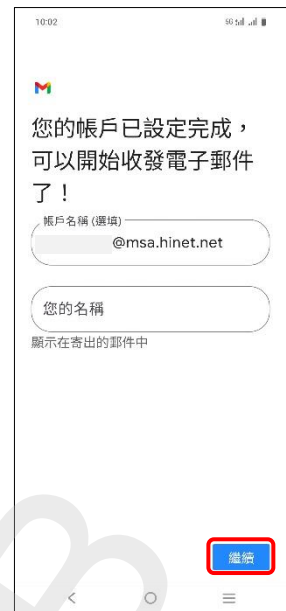 10:02
5G
您的帳戶已設定完成，
可以開始收發電子郵件
了！
帳戶名稱 (選填)
@msa.hinet.net
您的名稱
顯示在寄出的郵件中
繼續